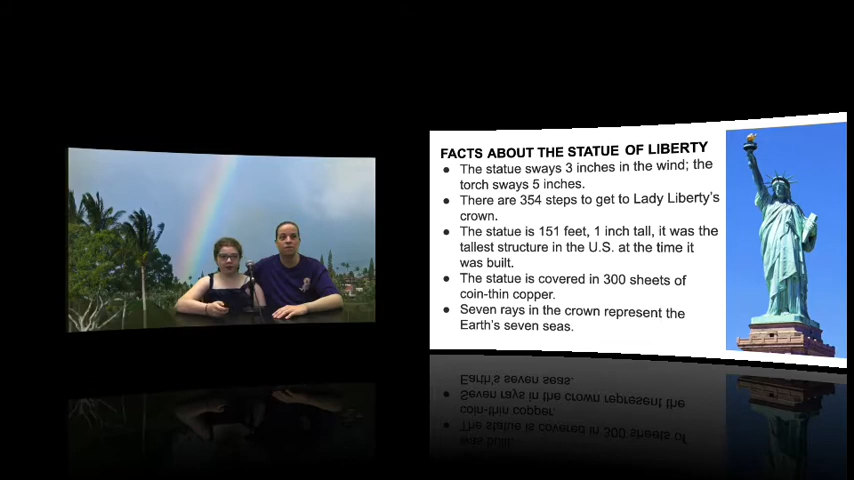 FACTS ABOUT THE STATUE OF LIBERTY
● The statue sways 3 inches in the wind; the
torch sways 5 inches.
● There are 354 steps to get to Lady Liberty's
crown.
● The statue is 151 feet, 1 inch tall, it was the
tallest structure in the U.S. at the time it
was built.
● The statue is covered in 300 sheets of
coin-thin copper.
● Seven rays in the crown represent the
Earth's seven seas.